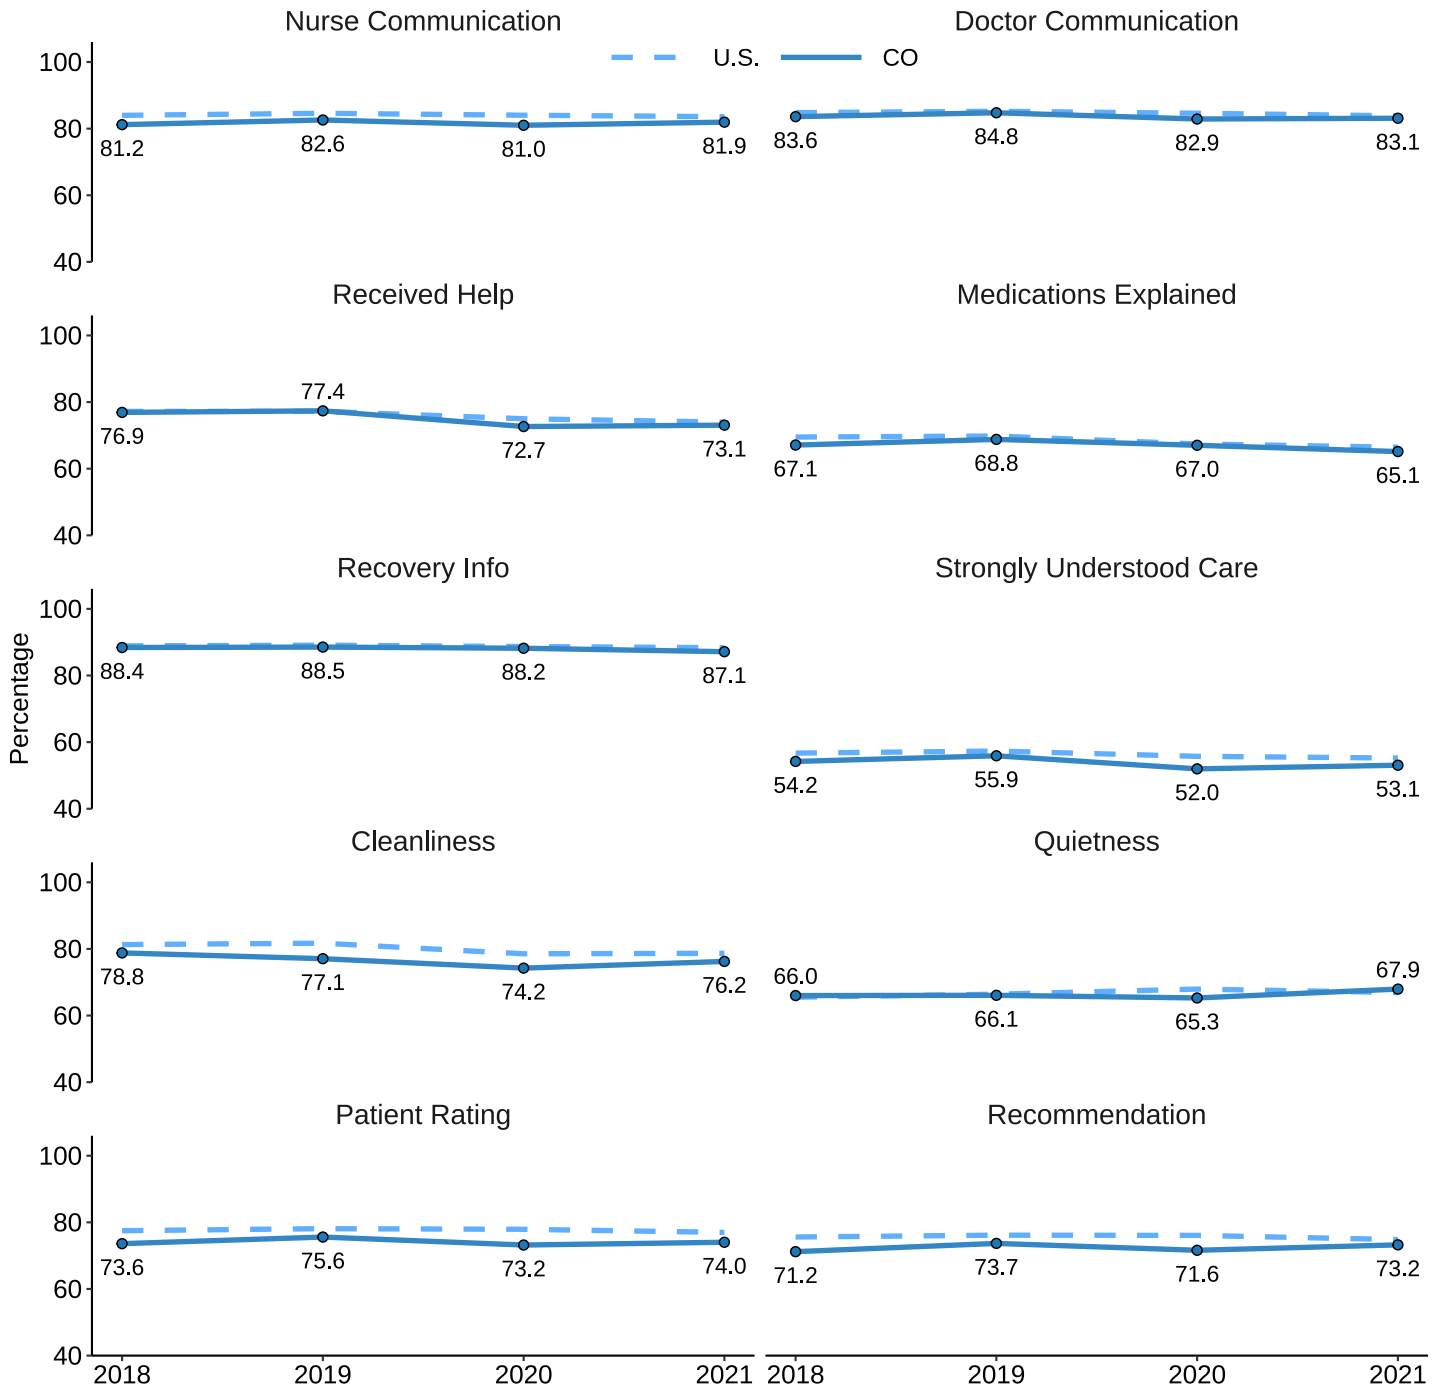 Nurse Communication
Doctor Communication
U.S. CO
100
80
60
40
81.2 82.6 81.0 81.9
83.6 84.8 82.9 83.1
Received Help
Medications Explained
100
80
60
40
76.9 77.4 72.7 73.1
67.1 68.8 67.0 65.1
Recovery Info
Strongly Understood Care
Percentage
100
80
60
40
88.4 88.5 88.2 87.1
54.2 55.9 52.0 53.1
Cleanliness
Quietness
100
80
60
40
78.8 77.1 74.2 76.2
66.0 66.1 65.3 67.9
Patient Rating
Recommendation
100
80
60
40
73.6 75.6 73.2 74.0
71.2 73.7 71.6 73.2
2018 2019 2020 2021 2018 2019 2020 2021